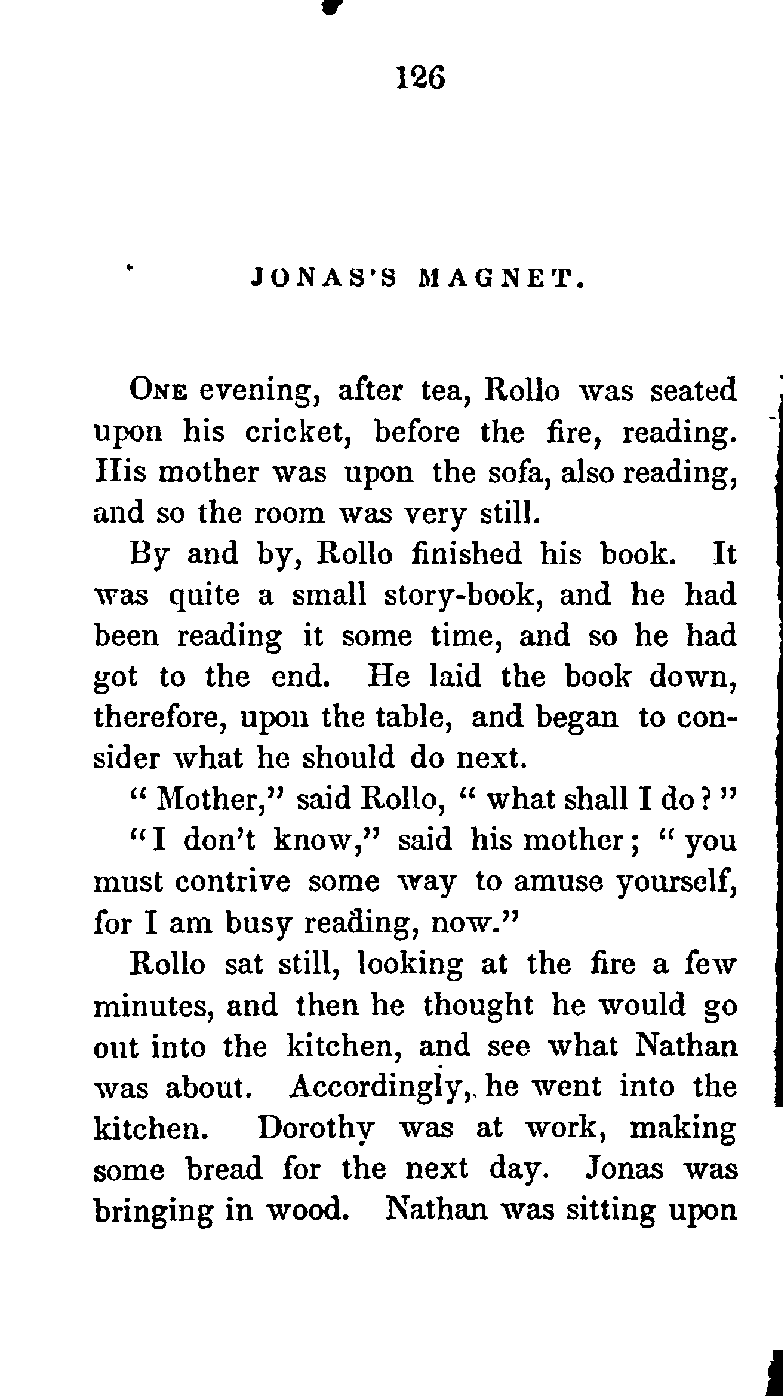 126
JONAS'S MAGNET.
ONE evening, after tea, Rollo was seated
upon his cricket, before the fire, reading.
His mother was upon the sofa, also reading,
and so the room was very still.
By and by, Rollo finished his book. It
was quite a small story-book, and he had
been reading it some time, and so he had
got to the end. He laid the book down,
therefore, upon the table, and began to con-
sider what he should do next.
"Mother," said Rollo, "what shall I do?"
"I don't know," said his mother; "you
must contrive some way to amuse yourself,
for I am busy reading, now."
Rollo sat still, looking at the fire a few
minutes, and then he thought he would go
out into the kitchen, and see what Nathan
was about. Accordingly, he went into the
kitchen. Dorothy was at work, making
some bread for the next day. Jonas was
bringing in wood. Nathan was sitting upon